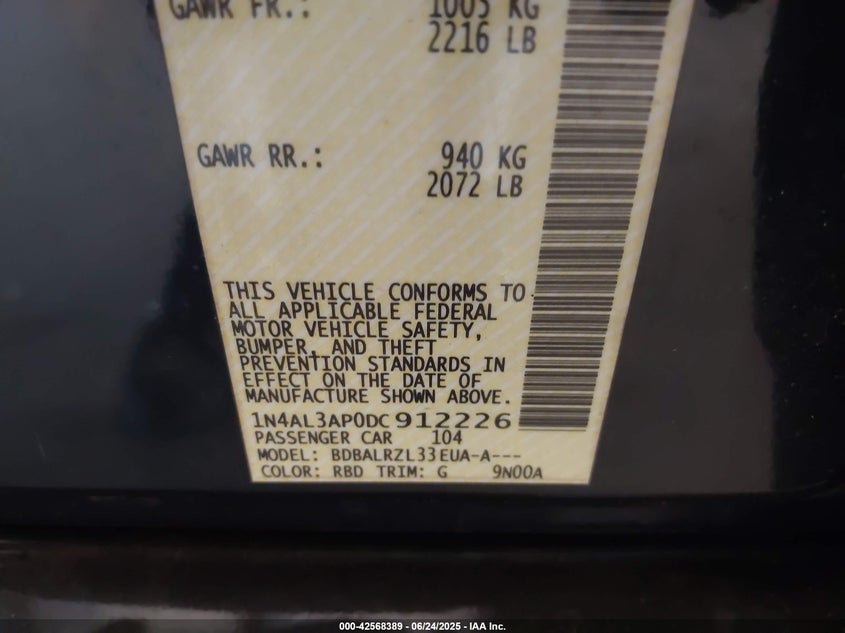 GAWR FR.: 1005 KG
2216 LB
GAWR RR.: 940 KG
2072 LB
THIS VEHICLE CONFORMS TO
ALL APPLICABLE FEDERAL
MOTOR VEHICLE SAFETY,
BUMPER, AND THEFT
PREVENTION STANDARDS IN
EFFECT ON THE DATE OF
MANUFACTURE SHOWN ABOVE.
1N4AL3AP0DC912226
PASSENGER CAR 104
MODEL: BDBALRZL33EUA-A---
COLOR: RBD TRIM: G 9N00A
000-42568389 - 06/24/2025 - IAA Inc.